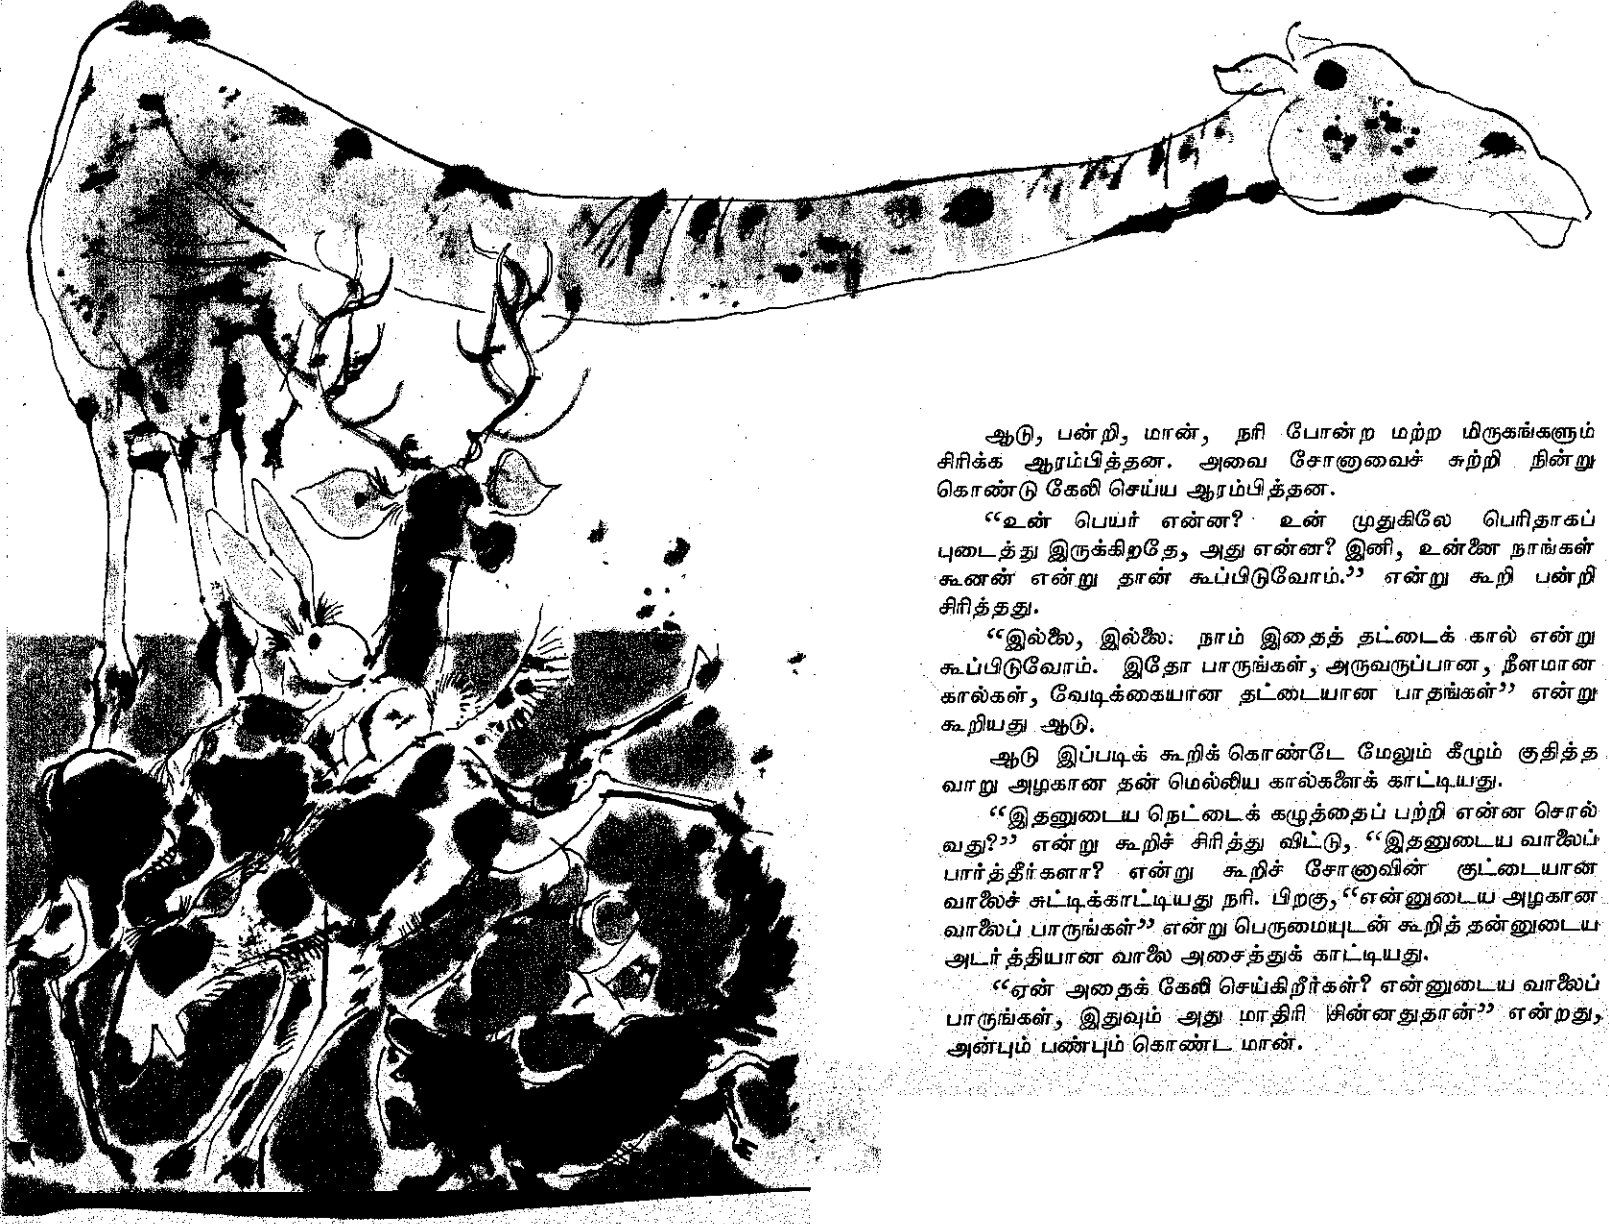 ஆடு, பன்றி, மான், நரி போன்ற மற்ற மிருகங்களும்
சிரிக்க ஆரம்பித்தன. அவை சோனாவைச் சுற்றி நின்று
கொண்டு கேலி செய்ய ஆரம்பித்தன.
“உன் பெயர் என்ன? உன் முதுகிலே பெரிதாகப்
புடைத்து இருக்கிறதே, அது என்ன? இனி, உன்னை நாங்கள்
கூனன் என்று தான் கூப்பிடுவோம்.” என்று கூறி பன்றி
சிரித்தது.
“இல்லை, இல்லை. நாம் இதைத் தட்டைக் கால் என்று
கூப்பிடுவோம். இதோ பாருங்கள், அருவருப்பான, நீளமான
கால்கள், வேடிக்கையான தட்டையான பாதங்கள்” என்று
கூறியது ஆடு.
ஆடு இப்படிக் கூறிக் கொண்டே மேலும் கீழும் குதித்த
வாறு அழகான தன் மெல்லிய கால்களைக் காட்டியது.
“இதனுடைய நெட்டைக் கழுத்தைப் பற்றி என்ன சொல்
வது?” என்று கூறிச் சிரித்து விட்டு, “இதனுடைய வாலைப்
பார்த்தீர்களா? என்று கூறிச் சோனாவின் குட்டையான
வாலைச் சுட்டிக்காட்டியது நரி. பிறகு, “என்னுடைய அழகான
வாலைப் பாருங்கள்” என்று பெருமையுடன் கூறித் தன்னுடைய
அடர்த்தியான வாலை அசைத்துக் காட்டியது.
“ஏன் அதைக் கேலி செய்கிறீர்கள்? என்னுடைய வாலைப்
பாருங்கள், இதுவும் அது மாதிரி சின்னதுதான்” என்றது,
அன்பும் பண்பும் கொண்ட மான்.